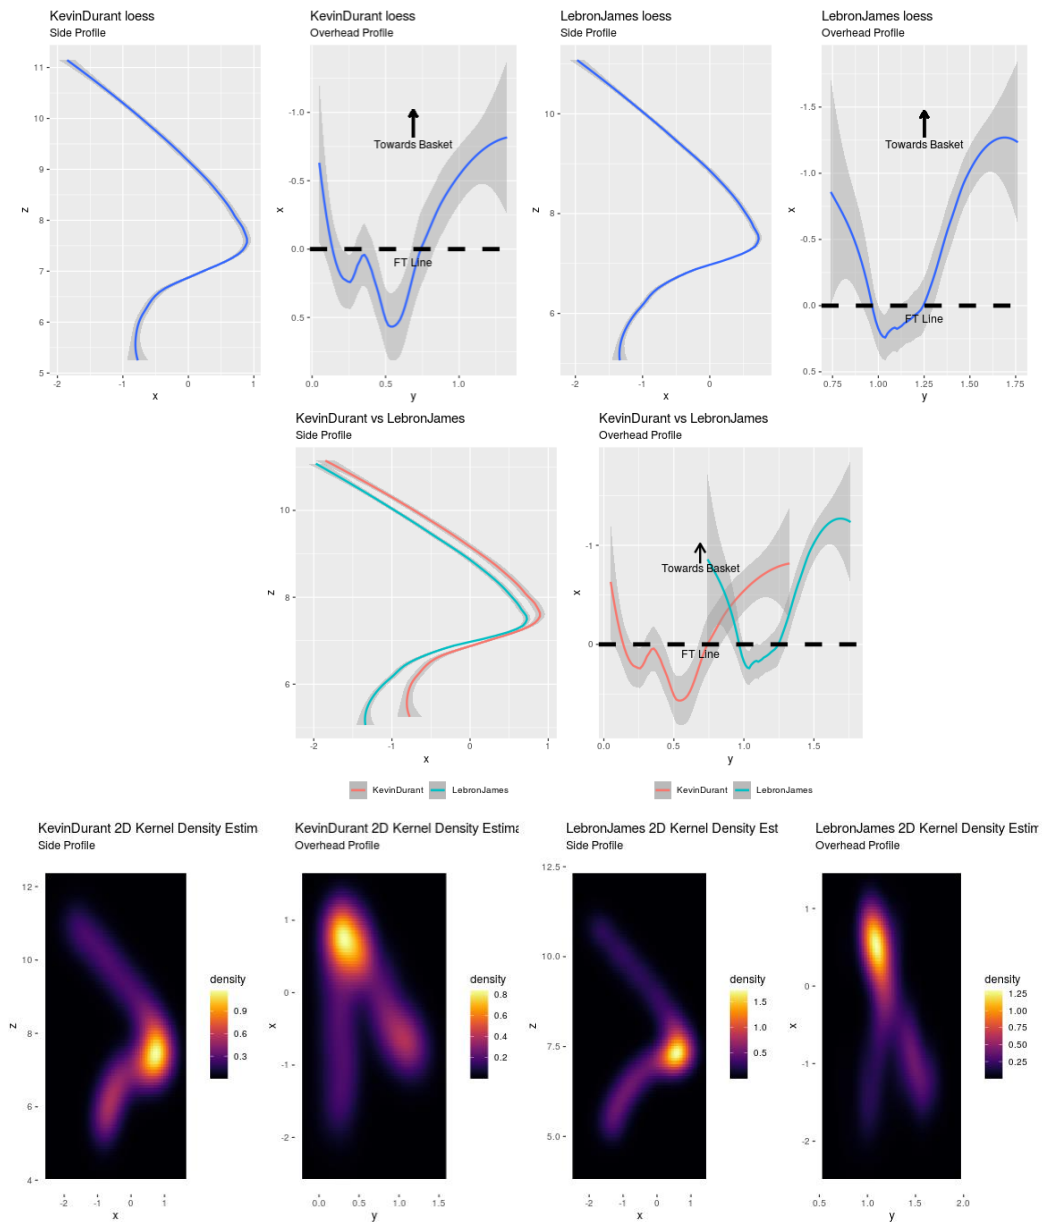 KevinDurant loess
Side Profile
11
10
9
8
7
6
5
z
-2
-1
0
1
x
KevinDurant loess
Overhead Profile
-1.0
-0.5
0.0
0.5
x
Towards Basket
FT Line
0.0
0.5
1.0
y
LebronJames loess
Side Profile
10
8
6
z
-2
-1
0
x
LebronJames loess
Overhead Profile
-1.5
-1.0
-0.5
0.0
0.5
x
Towards Basket
FT Line
0.75
1.00
1.25
1.50
1.75
y
KevinDurant vs LebronJames
Side Profile
10
8
6
z
-2
-1
0
1
x
KevinDurant
LebronJames
KevinDurant vs LebronJames
Overhead Profile
-1
0
x
Towards Basket
FT Line
0.0
0.5
1.0
1.5
y
KevinDurant
LebronJames
KevinDurant 2D Kernel Density Estim
Side Profile
12
10
8
6
4
z
-2
-1
0
1
x
density
0.9
0.6
0.3
KevinDurant 2D Kernel Density Estima
Overhead Profile
1
0
-1
-2
x
0.0
0.5
1.0
1.5
y
density
0.8
0.6
0.4
0.2
LebronJames 2D Kernel Density Est
Side Profile
12.5
10.0
7.5
5.0
z
-2
-1
0
1
x
density
1.5
1.0
0.5
LebronJames 2D Kernel Density Estim
Overhead Profile
1
0
-1
-2
x
0.5
1.0
1.5
2.0
y
density
1.25
1.00
0.75
0.50
0.25